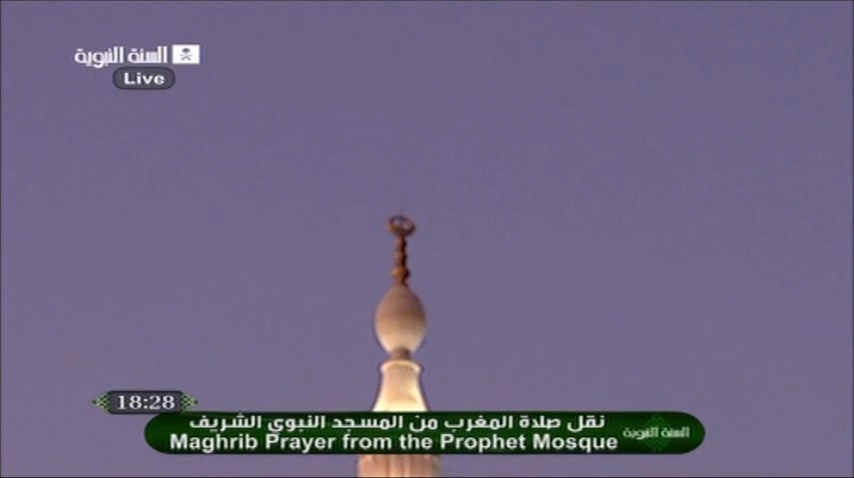 السنة النبوية
Live
18:28
نقل صلاة المغرب من المسجد النبوي الشريف
Maghrib Prayer from the Prophet Mosque
السنة النبوية